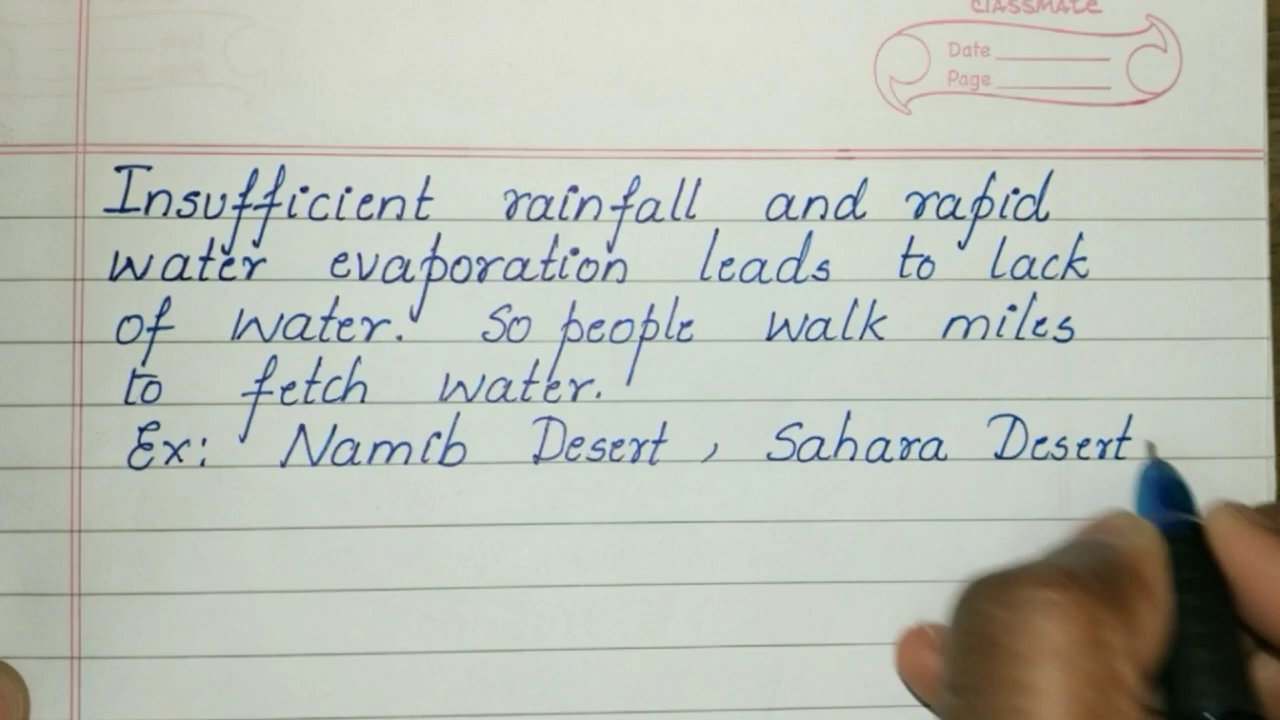 CLASSMATE
Date
Page
Insufficient rainfall and rapid
water evaporation leads to lack
of water. So people walk miles
to fetch water.
Ex: Namib Desert, Sahara Desert